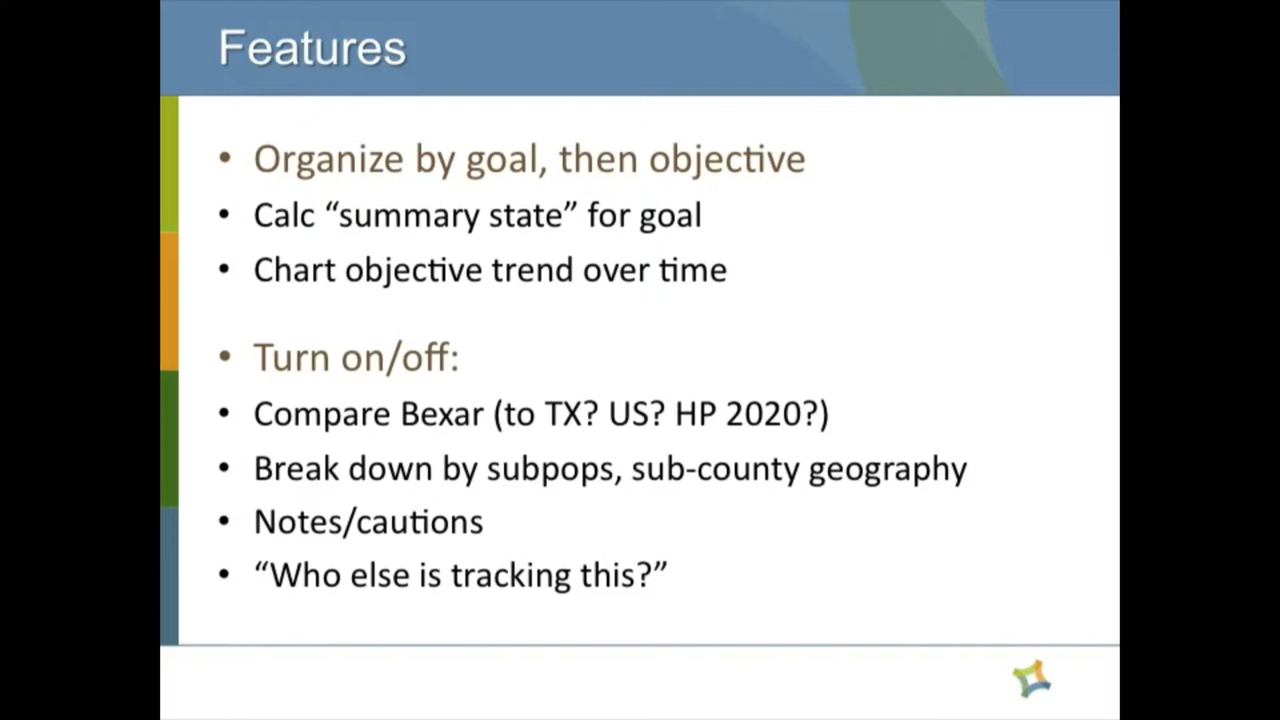 Features
• Organize by goal, then objective
• Calc “summary state” for goal
• Chart objective trend over time
• Turn on/off:
• Compare Bexar (to TX? US? HP 2020?)
• Break down by subpops, sub-county geography
• Notes/cautions
• “Who else is tracking this?”